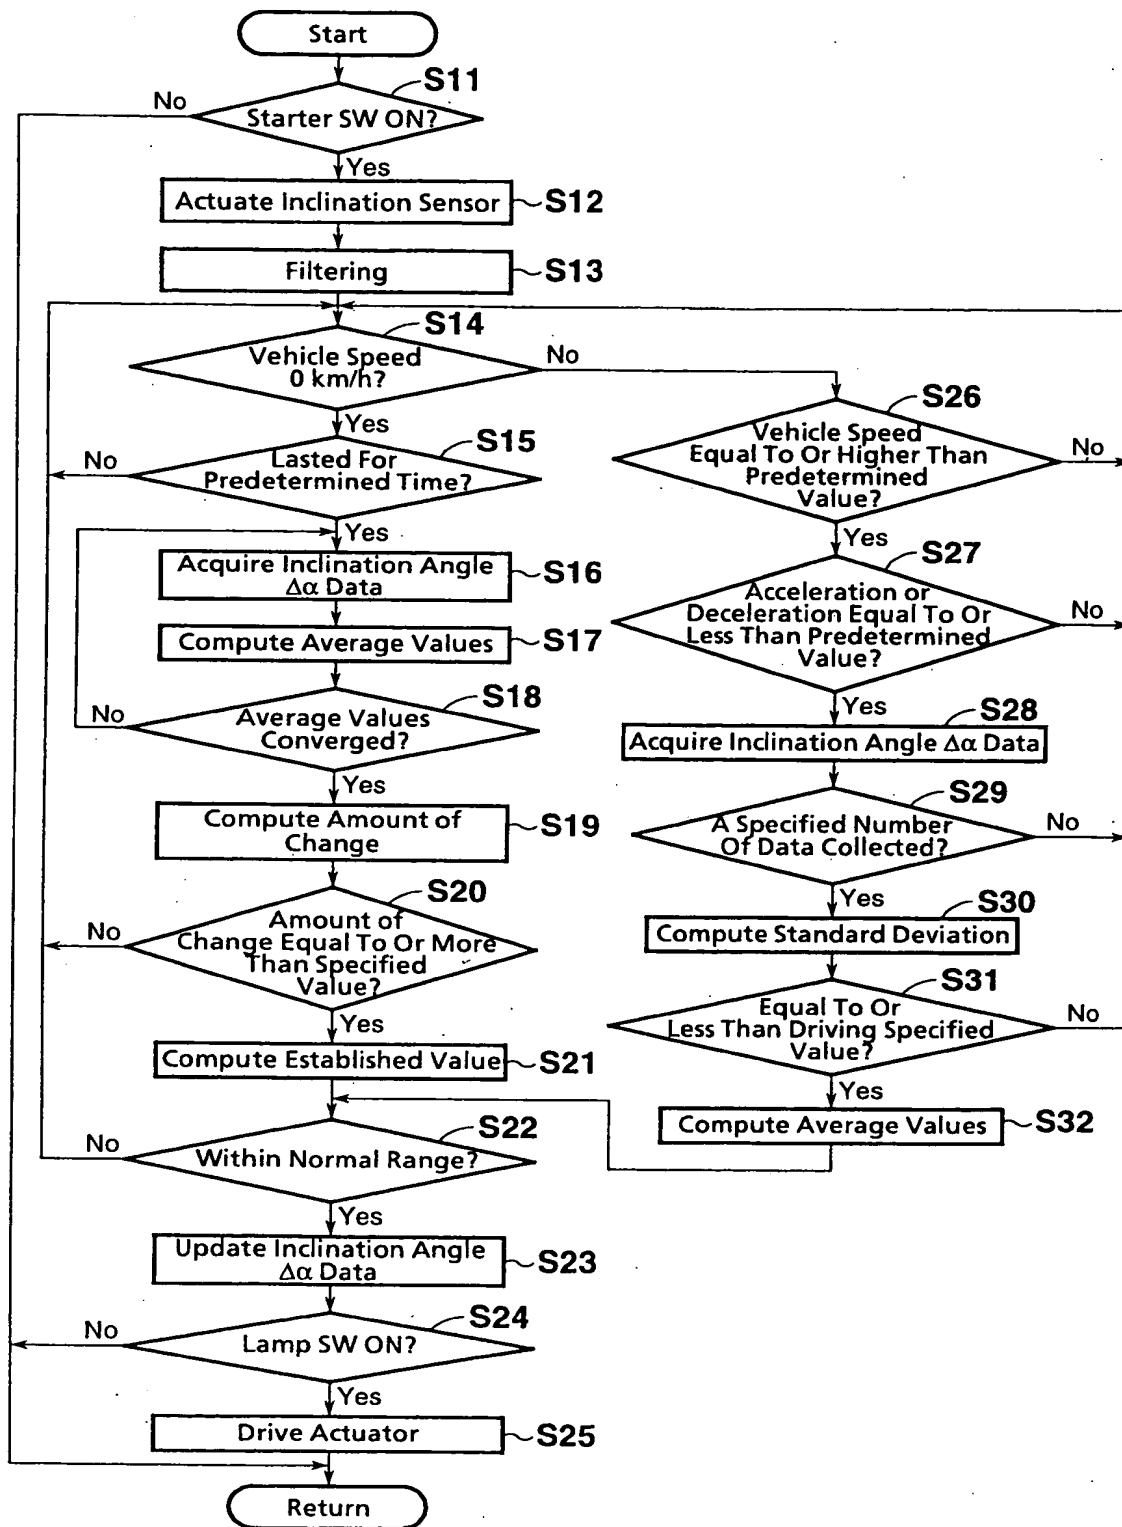 Start
S11
No
Starter SW ON?
Yes
Actuate Inclination Sensor
S12
Filtering
S13
S14
Vehicle Speed
0 km/h?
No
Yes
S15
No
Lasted For
Predetermined Time?
Yes
Acquire Inclination Angle
Δα Data
S16
Compute Average Values
S17
S18
No
Average Values
Converged?
Yes
Compute Amount of
Change
S19
S20
No
Amount of
Change Equal To Or More
Than Specified
Value?
Yes
Compute Established Value
S21
S22
No
Within Normal Range?
Yes
Update Inclination Angle
Δα Data
S23
S24
No
Lamp SW ON?
Yes
Drive Actuator
S25
Return
S26
Vehicle Speed
Equal To Or Higher Than
Predetermined
Value?
No
Yes
S27
Acceleration or
Deceleration Equal To Or
Less Than Predetermined
Value?
No
Yes
S28
Acquire Inclination Angle Δα Data
S29
A Specified Number
Of Data Collected?
No
Yes
S30
Compute Standard Deviation
S31
Equal To Or
Less Than Driving Specified
Value?
No
Yes
Compute Average Values
S32